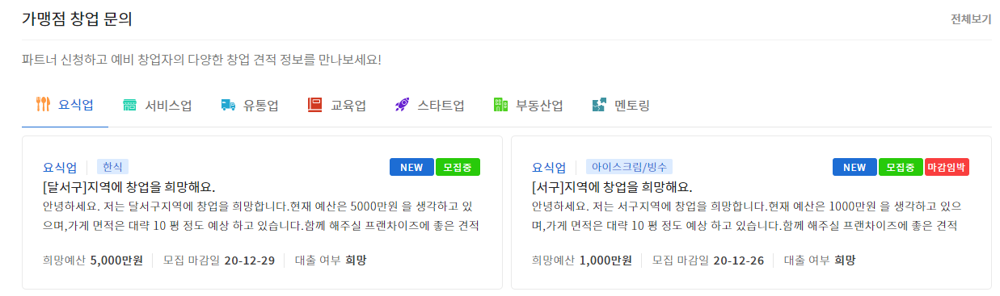 가맹점 창업 문의
전체보기
파트너 신청하고 예비 창업자의 다양한 창업 견적 정보를 만나보세요!
요식업 서비스업 유통업 교육업 스타트업 부동산업 멘토링
요식업 한식 NEW 모집중
[달서구]지역에 창업을 희망해요.
안녕하세요. 저는 달서구지역에 창업을 희망합니다.현재 예산은 5000만원 을 생각하고 있
으며,가게 면적은 대략 10 평 정도 예상 하고 있습니다.함께 해주실 프랜차이즈에 좋은 견적
희망예산 5,000만원 모집 마감일 20-12-29 대출 여부 희망
요식업 아이스크림/빙수 NEW 모집중 마감임박
[서구]지역에 창업을 희망해요.
안녕하세요. 저는 서구지역에 창업을 희망합니다.현재 예산은 1000만원 을 생각하고 있으
며,가게 면적은 대략 10 평 정도 예상 하고 있습니다.함께 해주실 프랜차이즈에 좋은 견적
희망예산 1,000만원 모집 마감일 20-12-26 대출 여부 희망